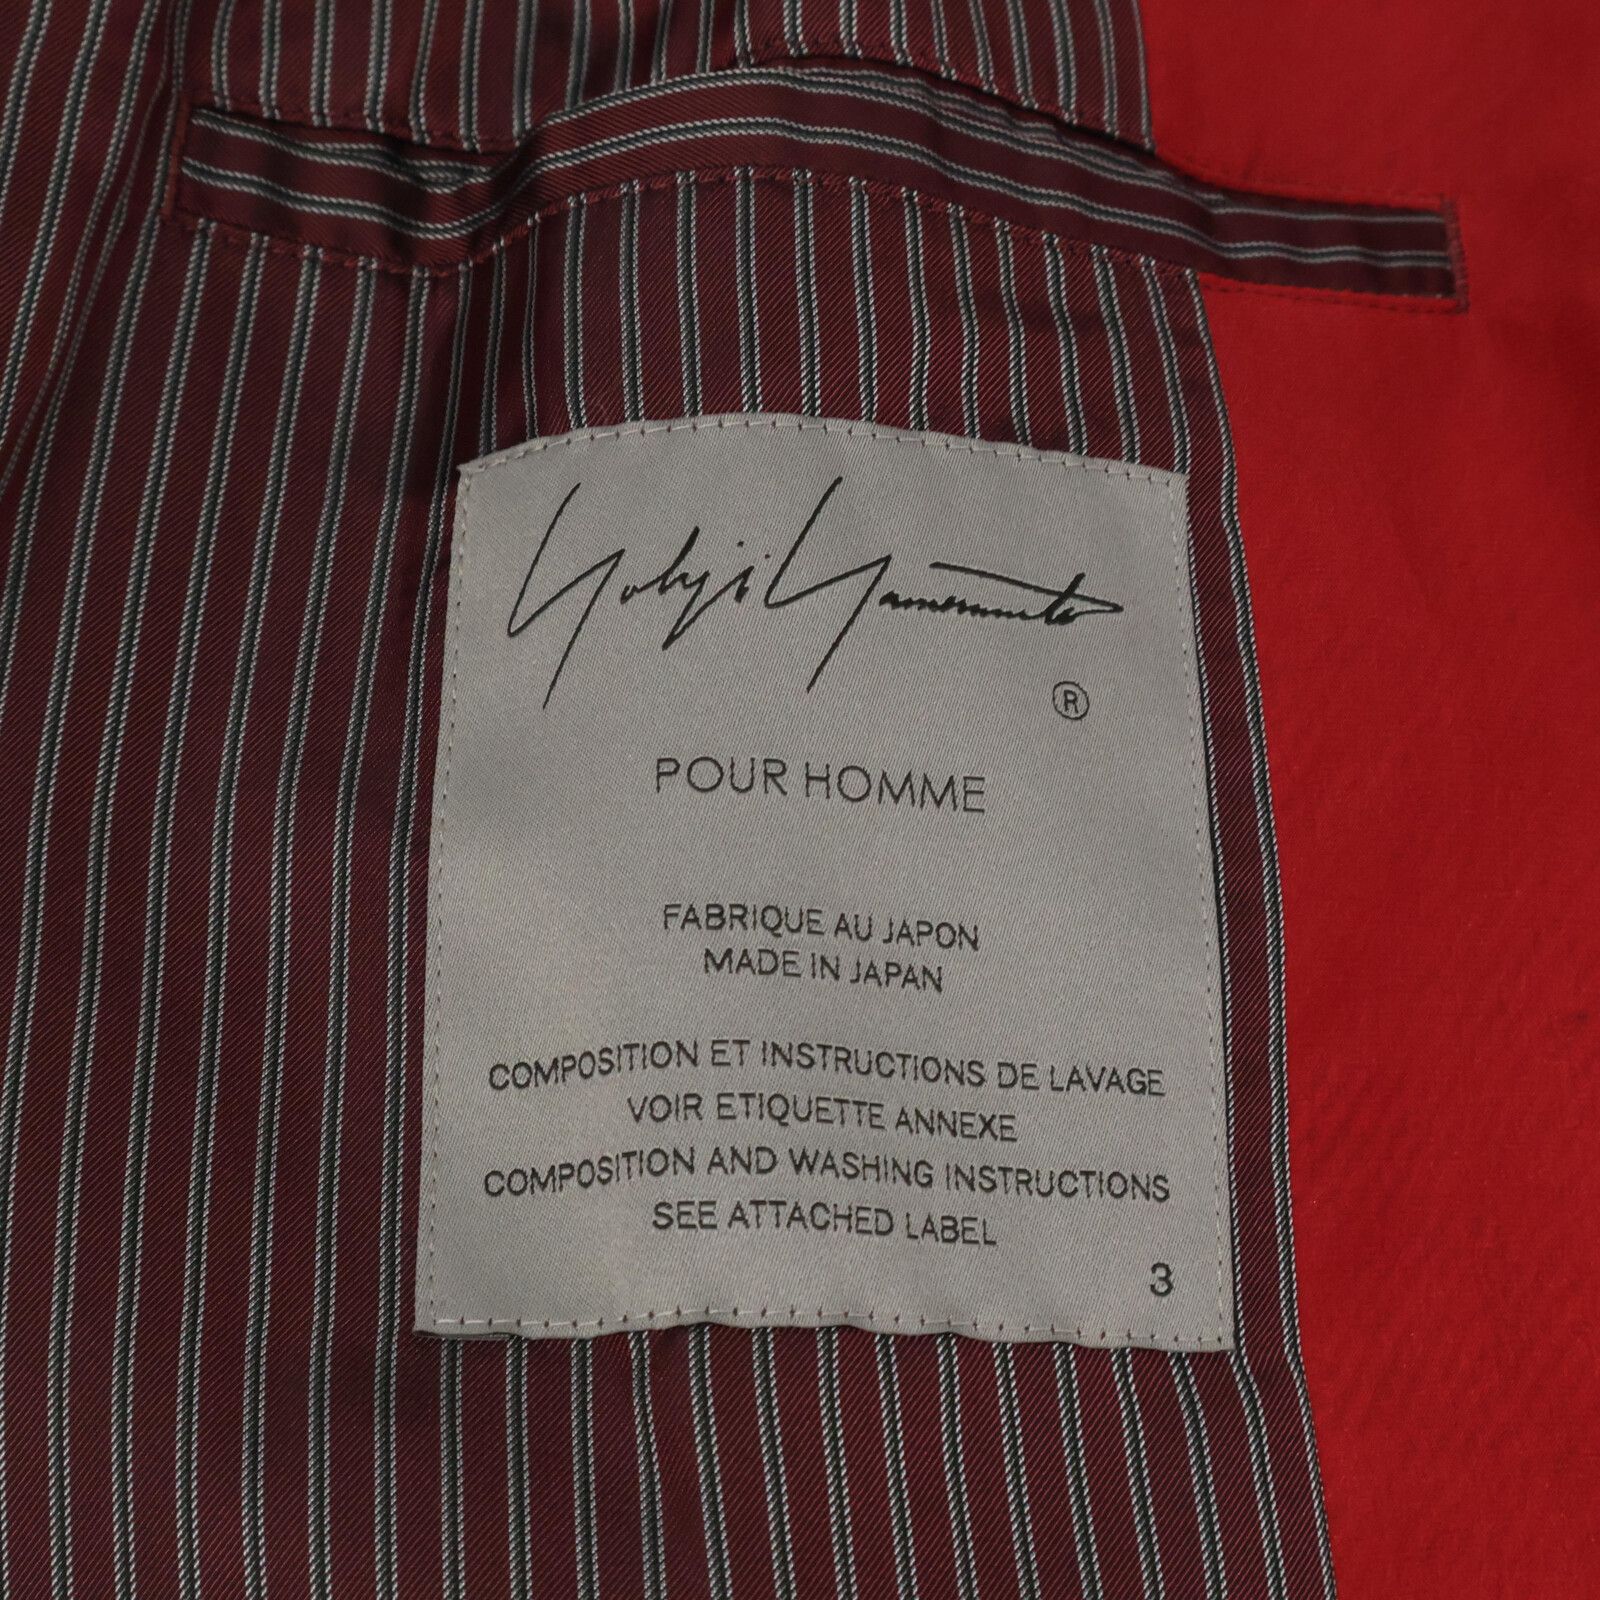 Yohji Yamamoto
®
POUR HOMME
FABRIQUE AU JAPON
MADE IN JAPAN
COMPOSITION ET INSTRUCTIONS DE LAVAGE
VOIR ETIQUETTE ANNEXE
COMPOSITION AND WASHING INSTRUCTIONS
SEE ATTACHED LABEL
3